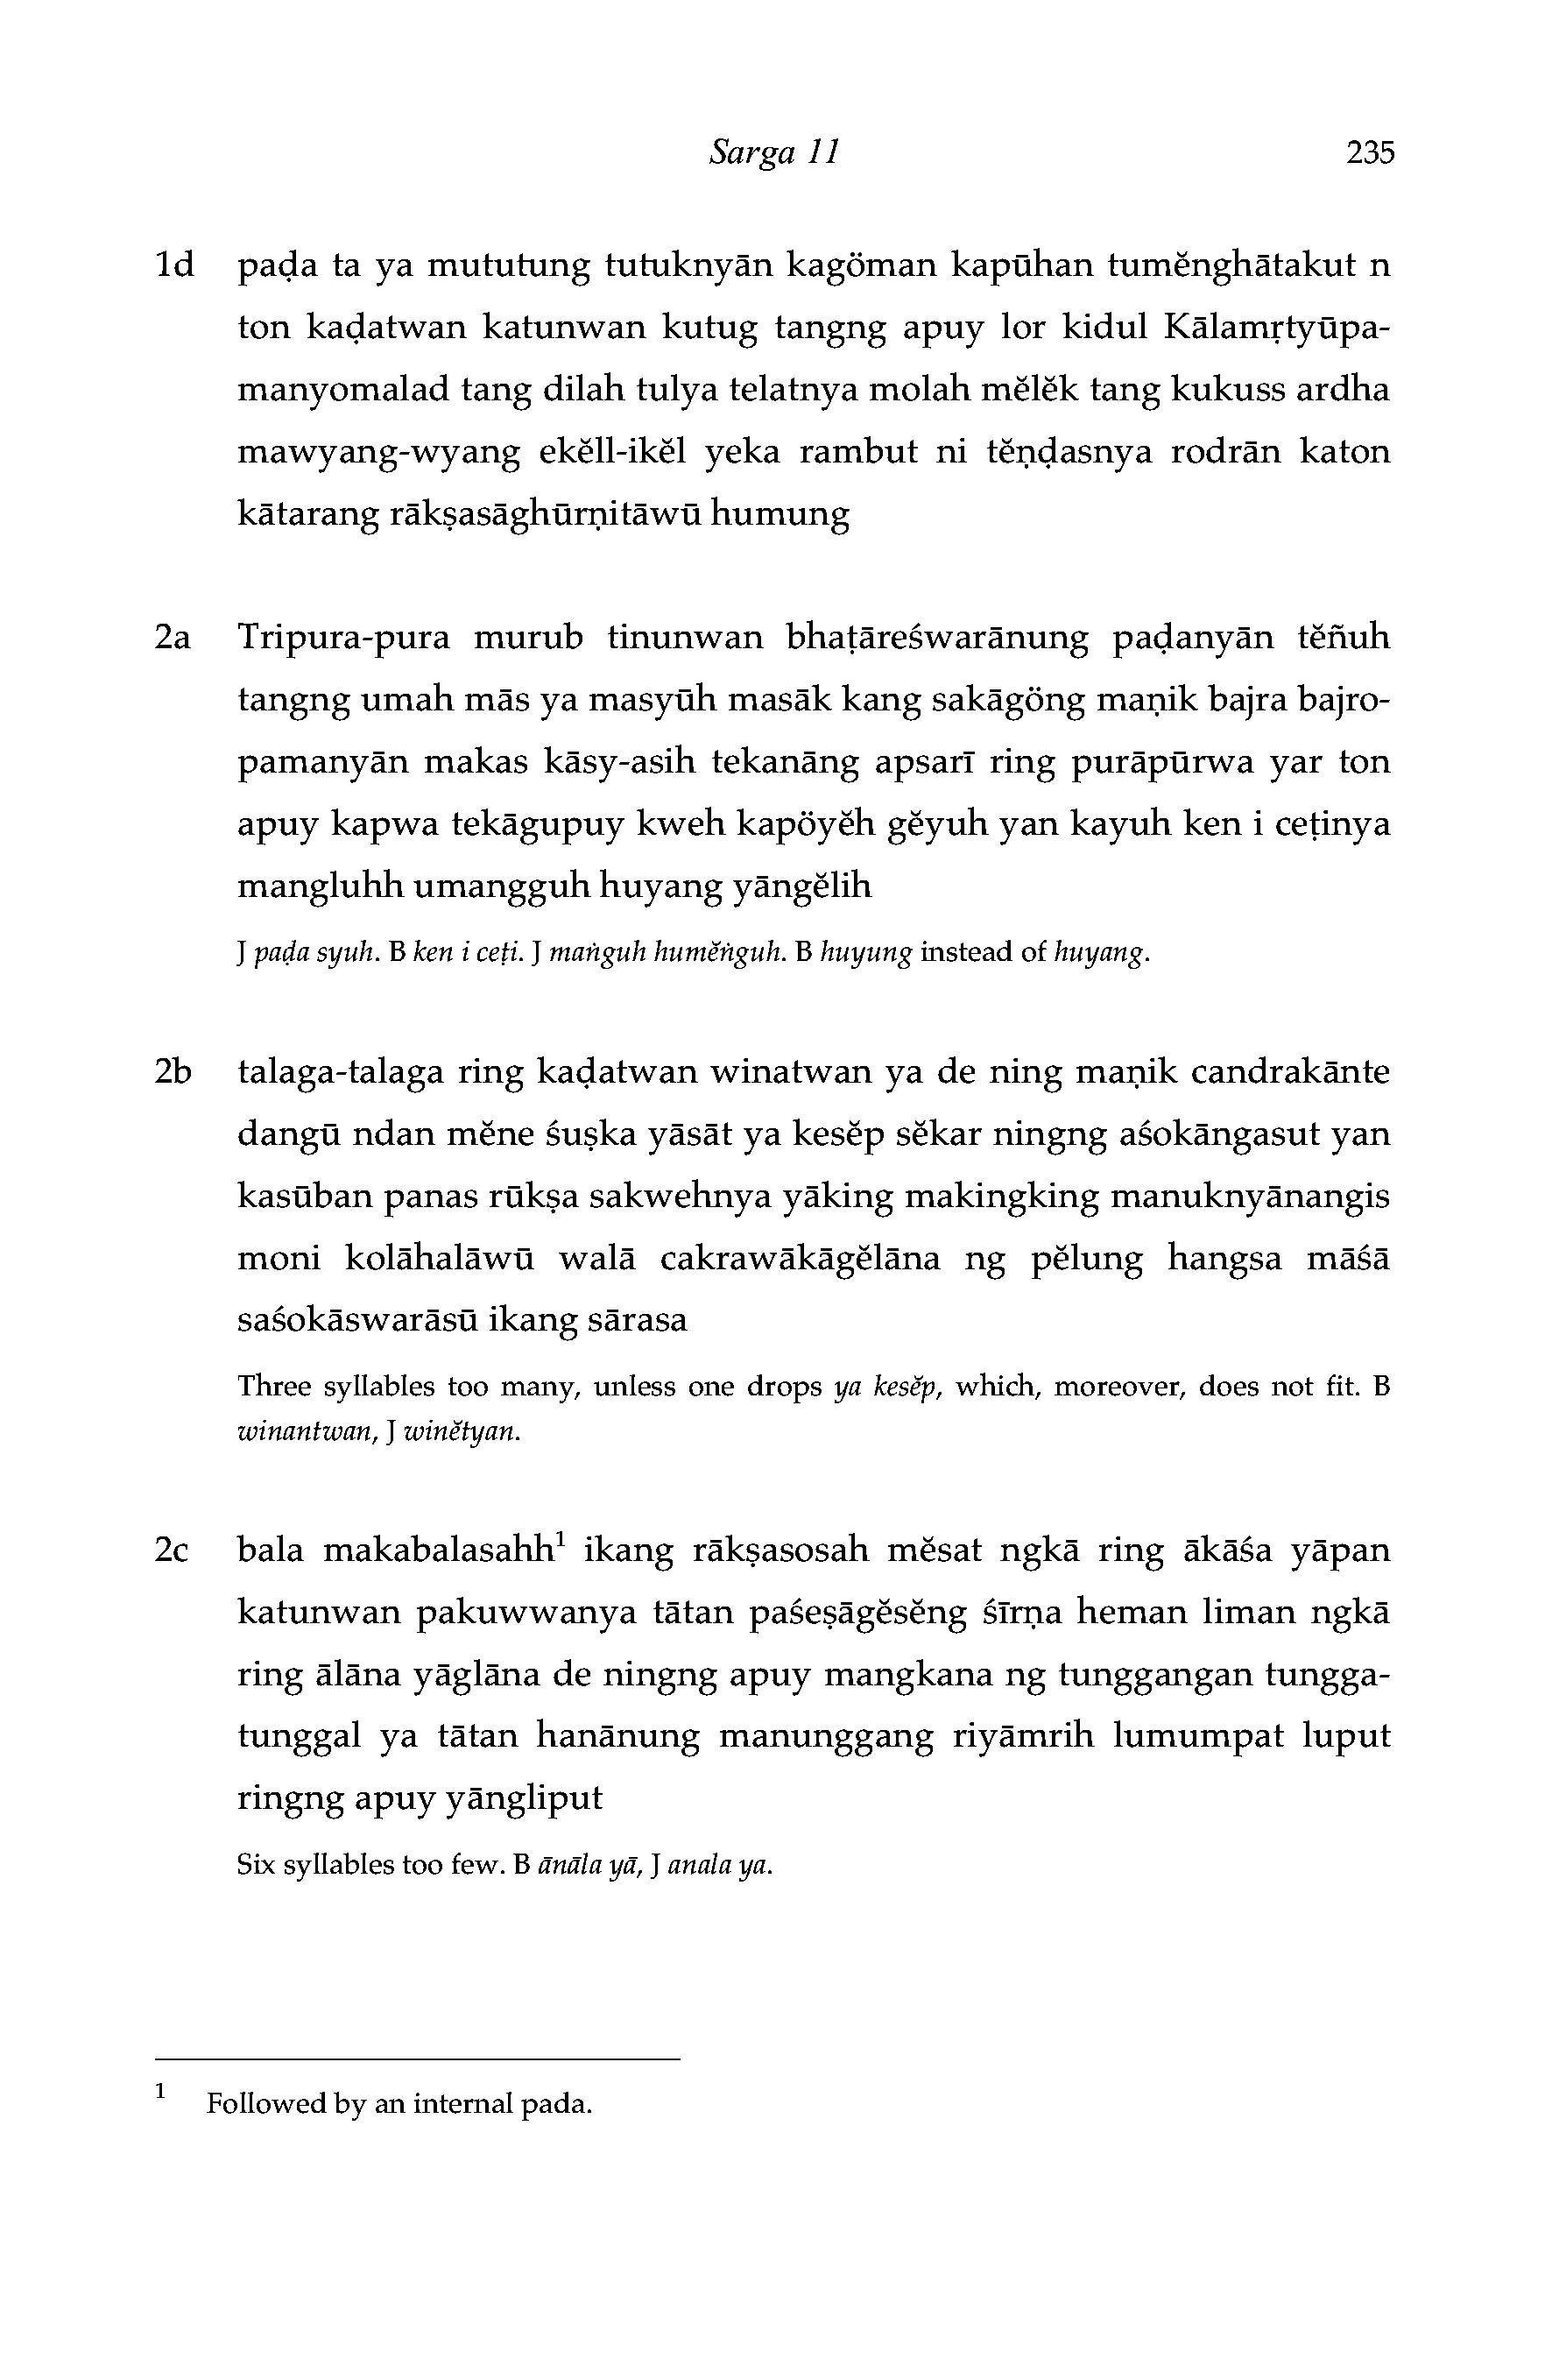 Sarga 11 235
1d paḍa ta ya mututung tutuknyān kagöman kapūhan tumĕnghātakut n
ton kaḍatwan katunwan kutug tangng apuy lor kidul Kālamṛtyūpa-
manyomalad tang dilah tulya telatnya molah mĕlĕk tang kukuss ardha
mawyang-wyang ekĕll-ikĕl yeka rambut ni tĕṇḍasnya rodrān katon
kātarang rākṣasāghūrṇitāwū humung
2a Tripura-pura murub tinunwan bhaṭāreśwarānung paḍanyān tĕñuh
tangng umah mās ya masyūh masāk kang sakāgöng maṇik bajra bajro-
pamanyān makas kāsy-asih tekanāng apsarī ring purāpūrwa yar ton
apuy kapwa tekāgupuy kweh kapöyĕh gĕyuh yan kayuh ken i ceṭinya
mangluhh umangguh huyang yāngĕlih
J paḍa syuh. B ken i ceṭi. J maṅguh humĕṅguh. B huyung instead of huyang.
2b talaga-talaga ring kaḍatwan winatwan ya de ning maṇik candrakānte
dangū ndan mĕne śuṣka yāsāt ya kesĕp sĕkar ningng aśokāngasut yan
kasūban panas rūkṣa sakwehnya yāking makingking manuknyānangis
moni kolāhalāwū walā cakrawākāgĕlāna ng pĕlung hangsa māśā
saśokāswarāsū ikang sārasa
Three syllables too many, unless one drops ya kesĕp, which, moreover, does not fit. B
winantwan, J winĕtyan.
2c bala makabalasahh¹ ikang rākṣasosah mĕsat ngkā ring ākāśa yāpan
katunwan pakuwwanya tātan paśeṣāgĕsĕng śīrṇa heman liman ngkā
ring ālāna yāglāna de ningng apuy mangkana ng tunggangan tungga-
tunggal ya tātan hanānung manunggang riyāmrih lumumpat luput
ringng apuy yāngliput
Six syllables too few. B ānāla yā, J anala ya.
¹ Followed by an internal pada.